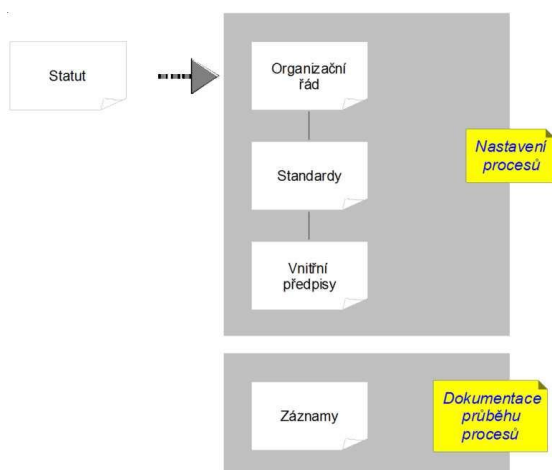 Statut
Organizační
řád
Standardy
Vnitřní
předpisy
Nastavení
procesů
Záznamy
Dokumentace
průběhu
procesů